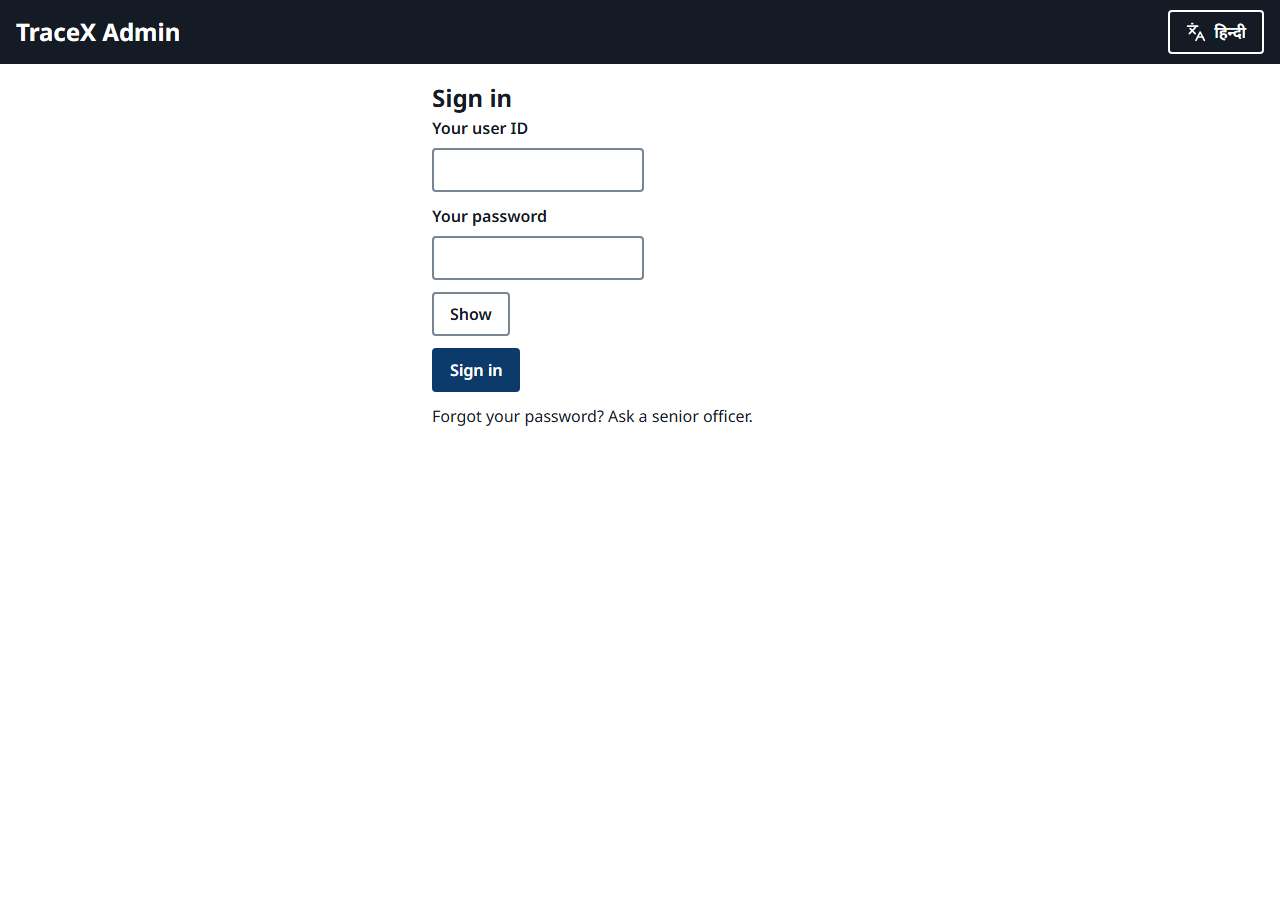 TraceX Admin
हिन्दी
Sign in
Your user ID
Your password
Show
Sign in
Forgot your password? Ask a senior officer.